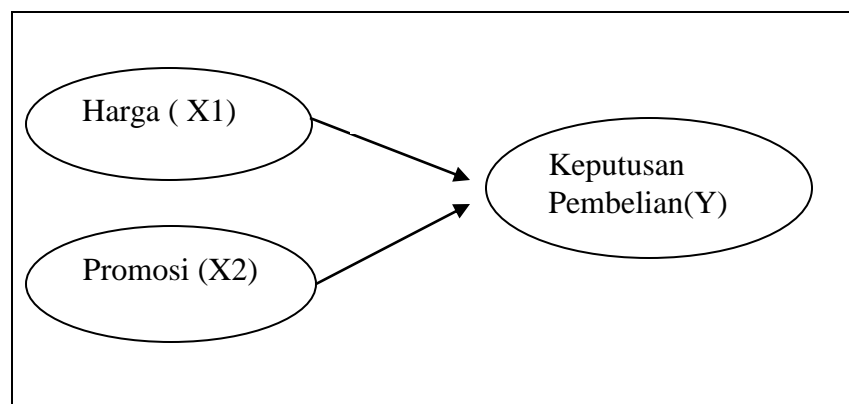 Harga ( X1)
Promosi (X2)
Keputusan
Pembelian(Y)